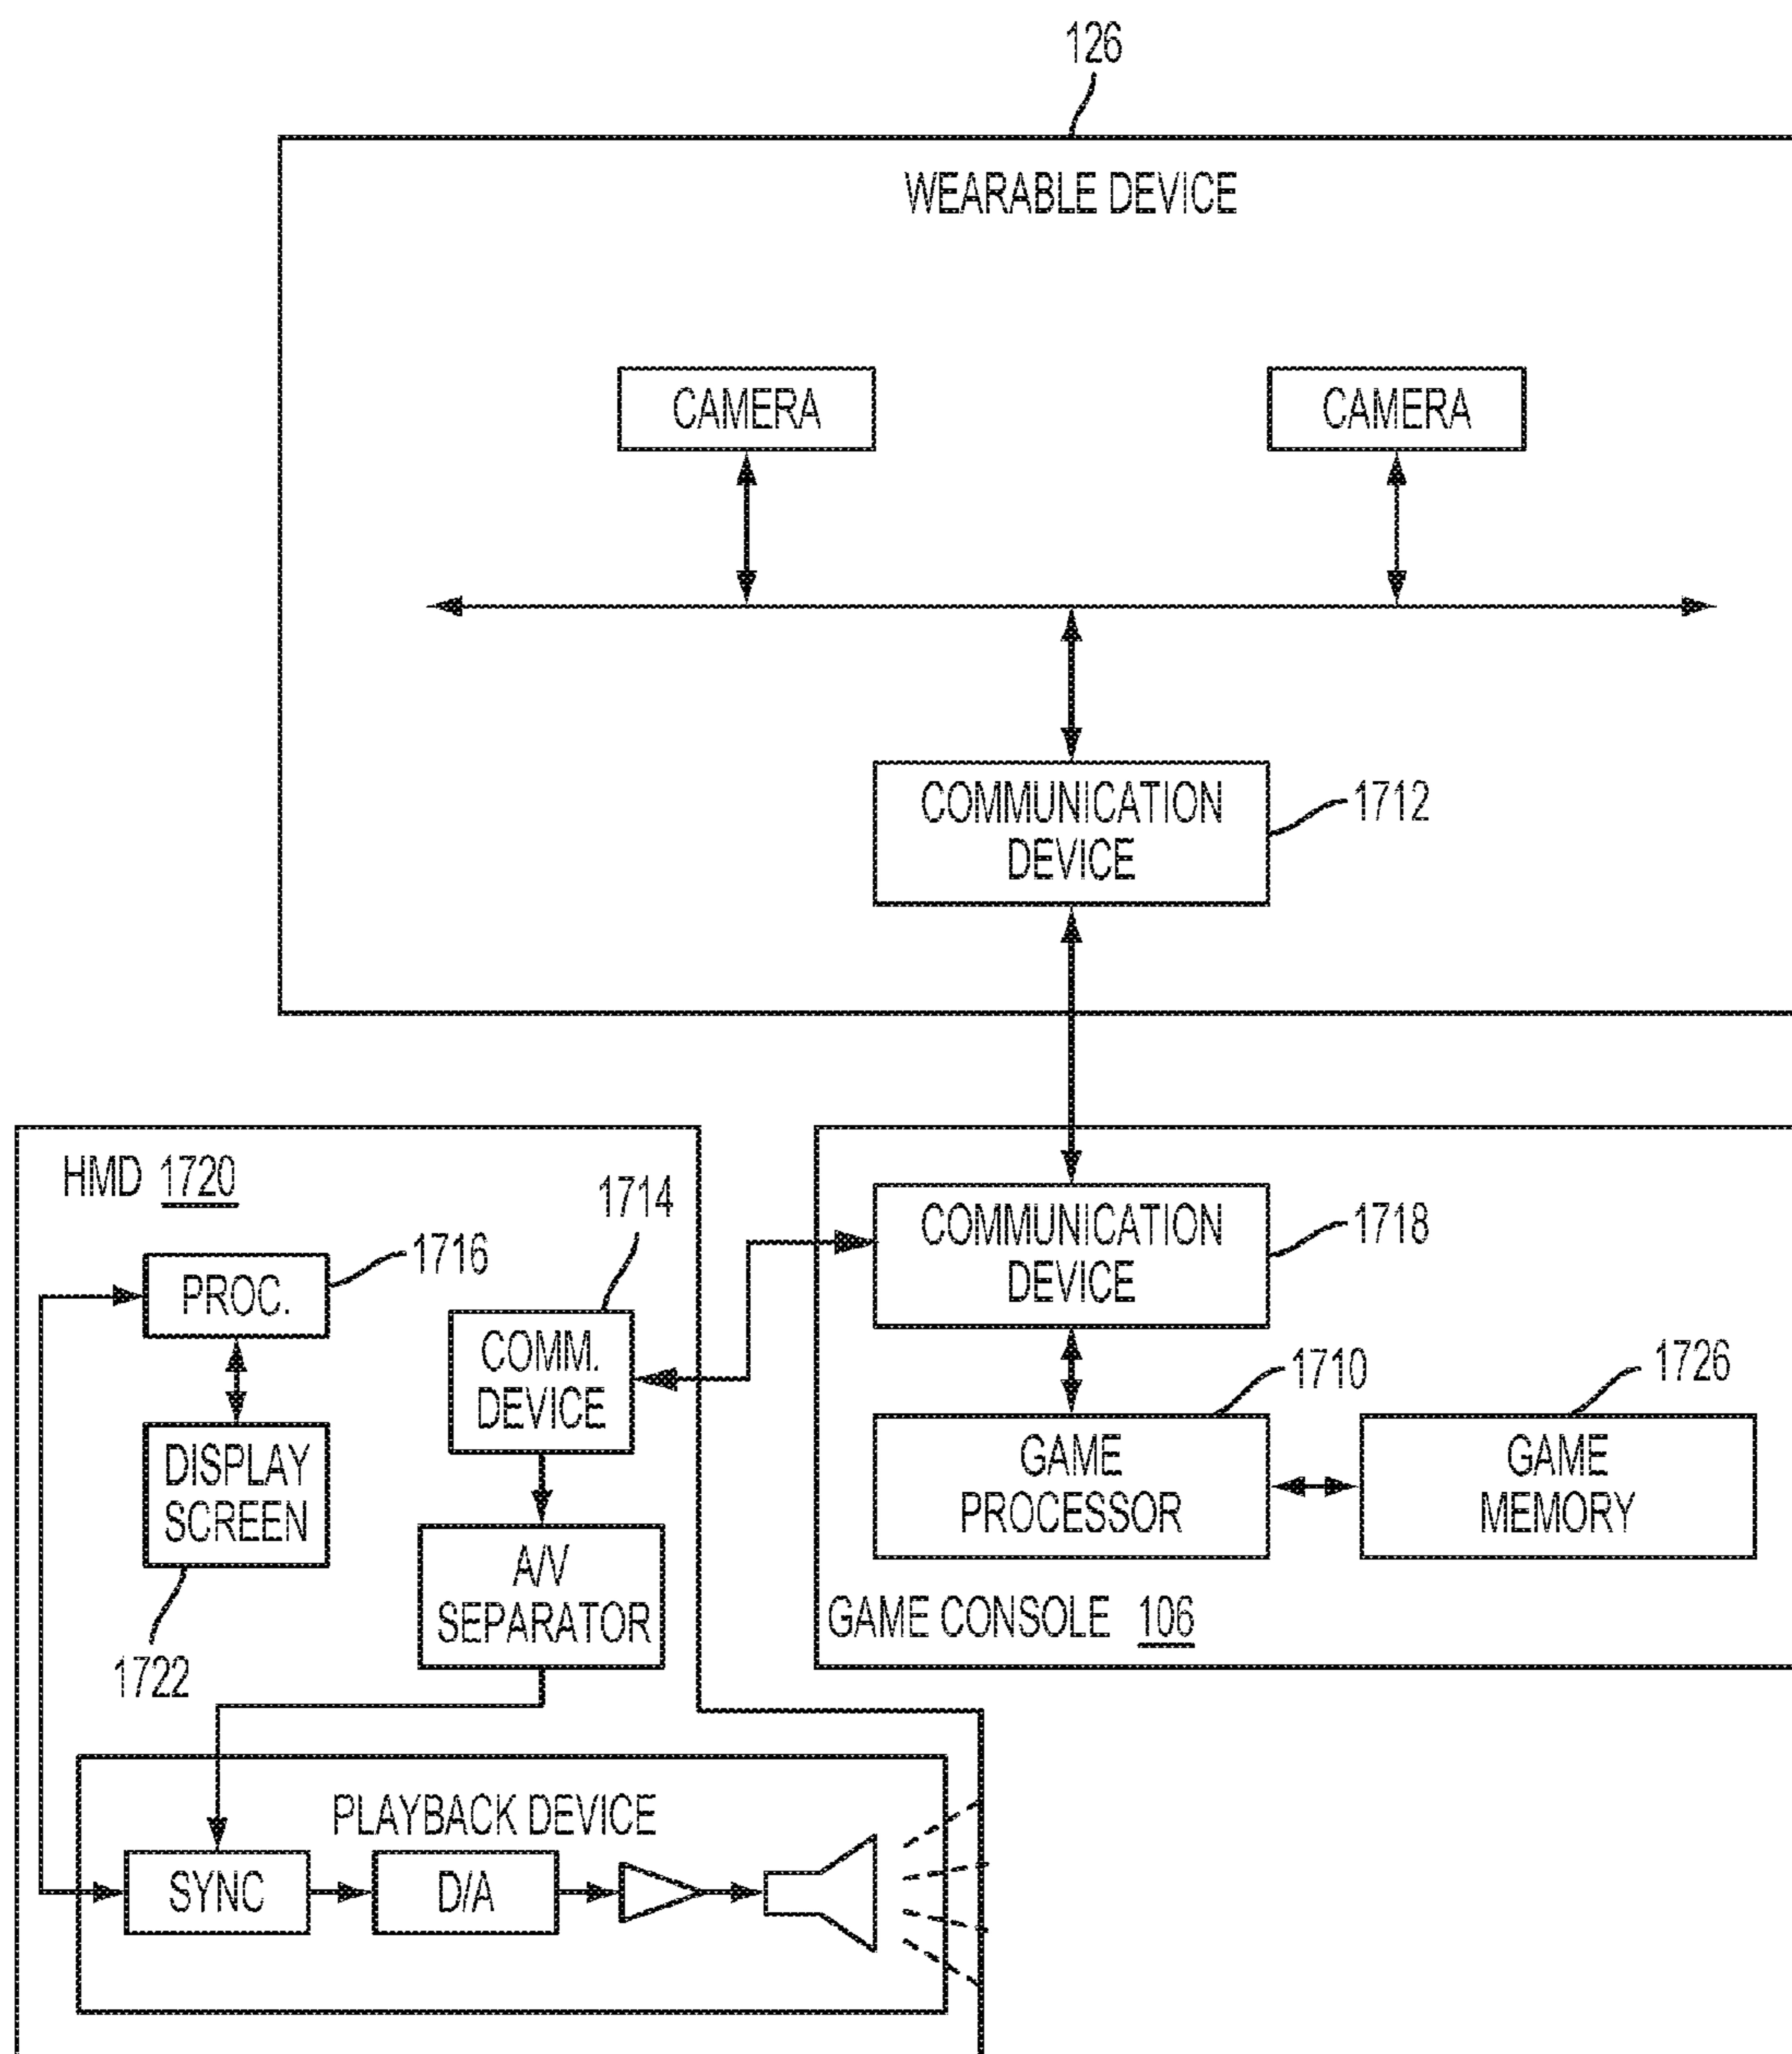 126
WEARABLE DEVICE
CAMERA
CAMERA
COMMUNICATION
DEVICE
1712
HMD 1720
1714
1716
PROC.
COMM.
DEVICE
DISPLAY
SCREEN
1722
A/V
SEPARATOR
COMMUNICATION
DEVICE
1718
1710
1726
GAME
PROCESSOR
GAME
MEMORY
GAME CONSOLE 106
PLAYBACK DEVICE
SYNC
D/A